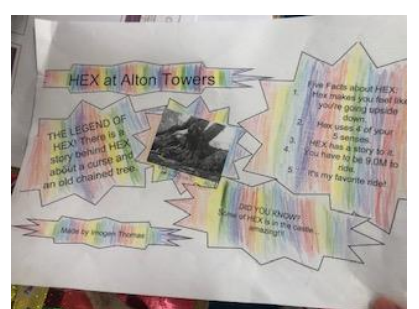 HEX at Alton Towers
THE LEGEND OF
HEX! There is a
story behind HEX
about a curse and
an old chained tree.
Five Facts about HEX:
1. Hex makes you feel like
you're going upside
down.
2. Hex uses 4 of your
5 senses.
3. HEX has a story to it.
4. You have to be 9.0M to
ride.
5. It's my favorite ride!
DID YOU KNOW?
Some of HEX is in the castle...
amazing!!!
Made by Imogen Thomas